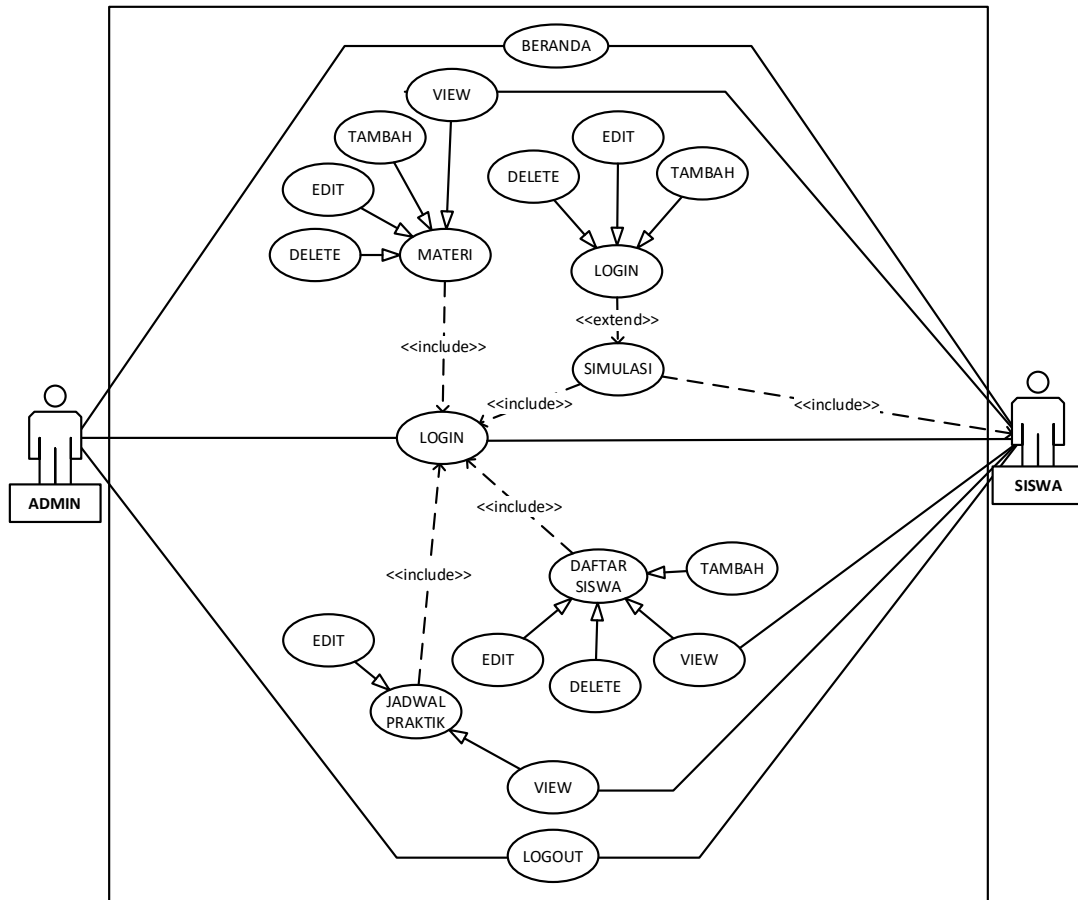 BERANDA
VIEW
TAMBAH
EDIT
EDIT
DELETE
TAMBAH
EDIT
DELETE
MATERI
LOGIN
<<extend>>
<<include>>
SIMULASI
<<include>>
<<include>>
LOGIN
ADMIN
SISWA
<<include>>
<<include>>
DAFTAR
SISWA
TAMBAH
EDIT
EDIT
VIEW
DELETE
JADWAL
PRAKTIK
VIEW
LOGOUT